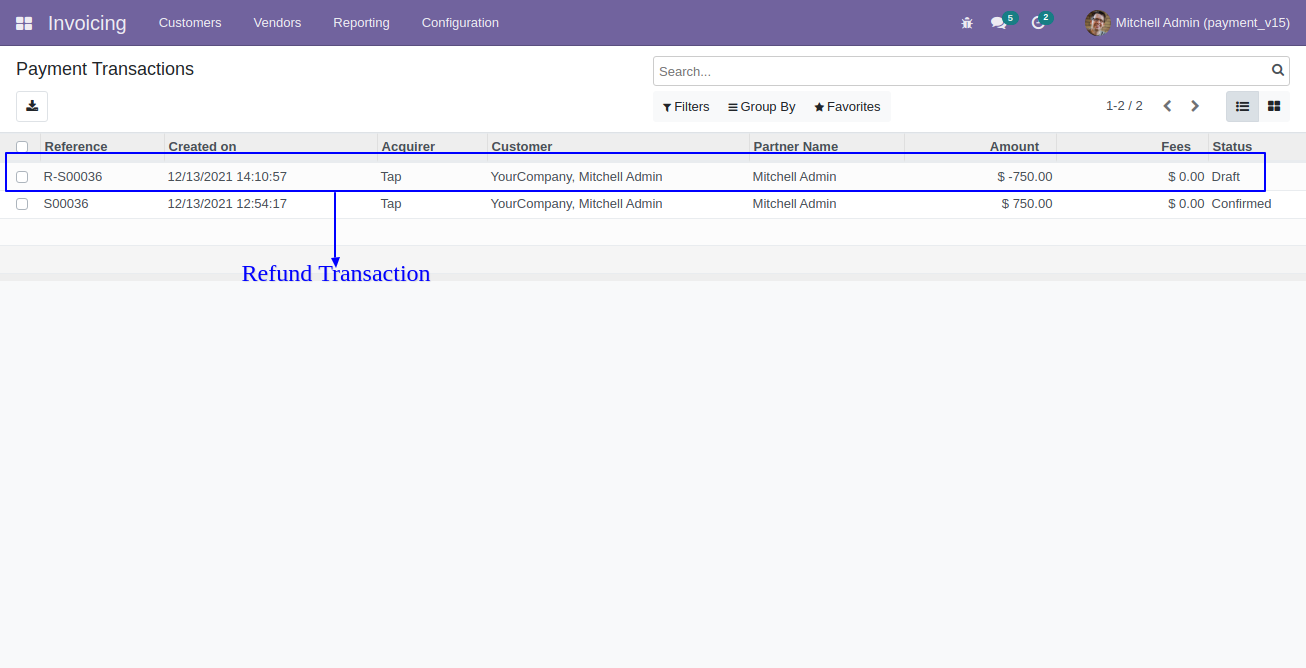 Invoicing Customers Vendors Reporting Configuration 5 2 Mitchell Admin (payment_v15)
Payment Transactions
Search...
Filters Group By Favorites 1-2 / 2
Reference Created on Acquirer Customer Partner Name Amount Fees Status
R-S00036 12/13/2021 14:10:57 Tap YourCompany, Mitchell Admin Mitchell Admin $ -750.00 $ 0.00 Draft
S00036 12/13/2021 12:54:17 Tap YourCompany, Mitchell Admin Mitchell Admin $ 750.00 $ 0.00 Confirmed
Refund Transaction